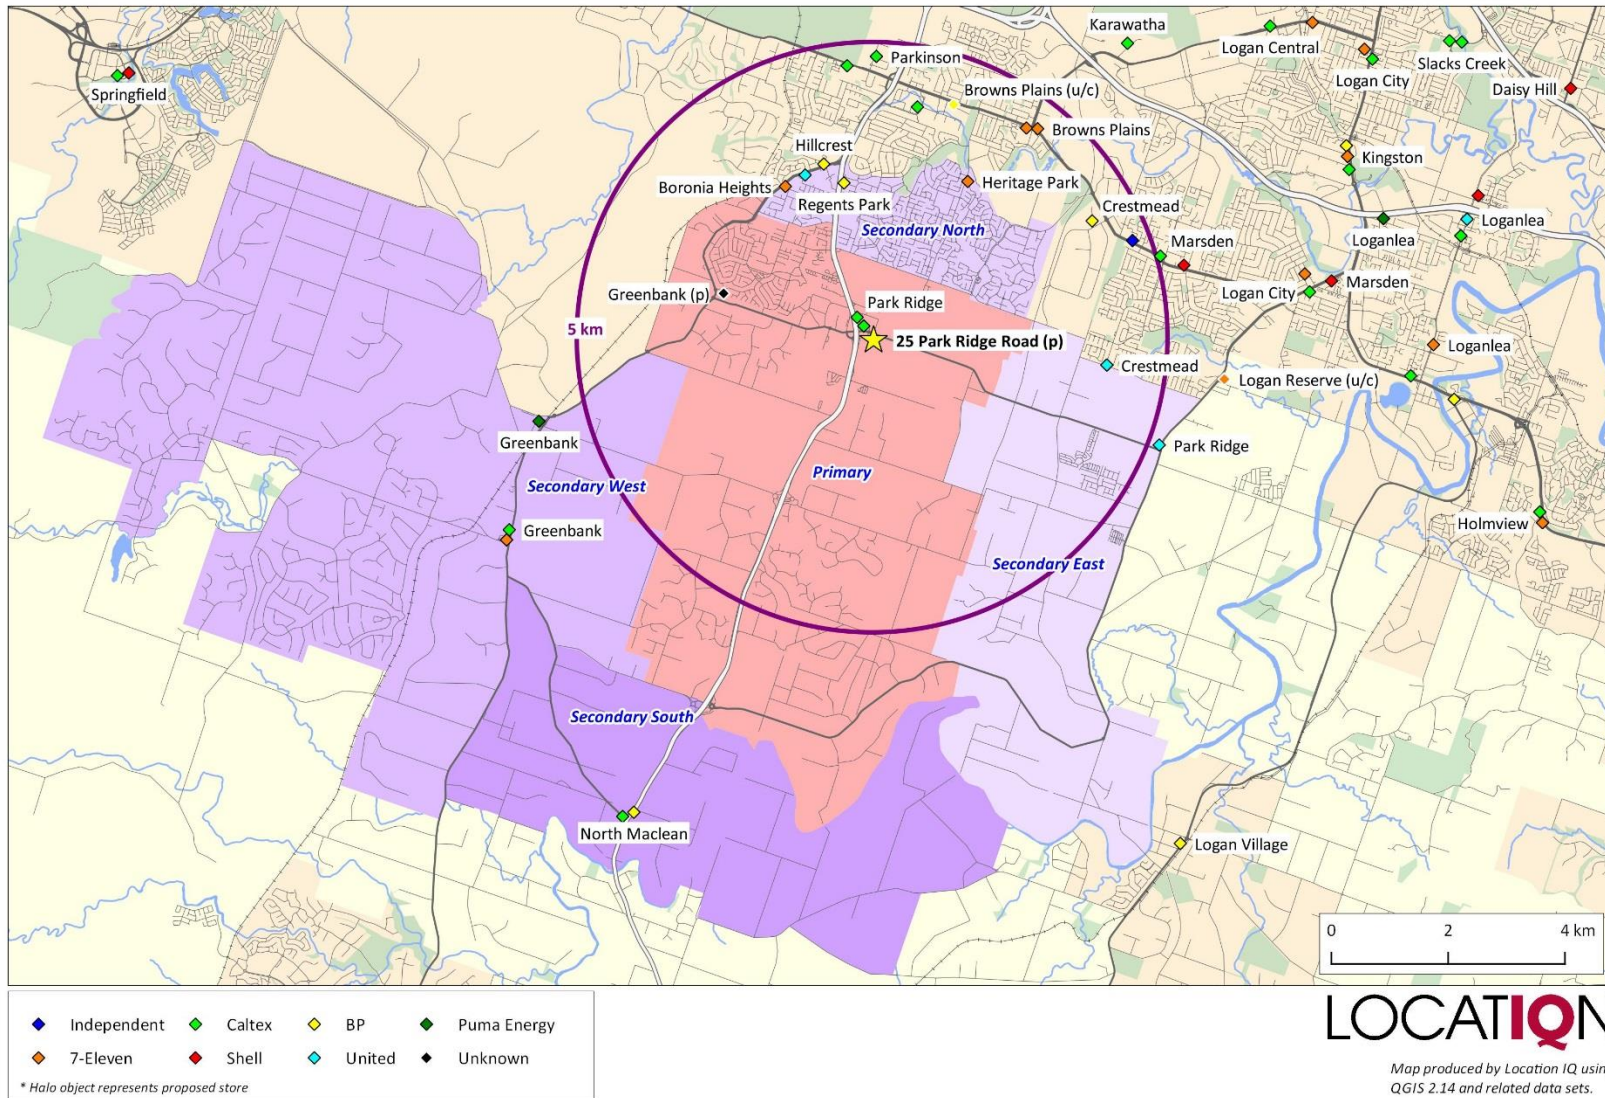 Karawatha
Logan Central
Parkinson
Slacks Creek
Logan City
Springfield
Daisy Hill
Browns Plains (u/c)
Browns Plains
Hillcrest
Kingston
Boronia Heights
Heritage Park
Regents Park
Crestmead
Loganlea
Secondary North
Marsden
Loganlea
Greenbank (p)
Logan City
Marsden
Park Ridge
5 km
25 Park Ridge Road (p)
Loganlea
Crestmead
Logan Reserve (u/c)
Greenbank
Park Ridge
Primary
Secondary West
Greenbank
Holmview
Secondary East
Secondary South
North Maclean
Logan Village
0 2 4 km
Independent Caltex BP Puma Energy
7-Eleven Shell United Unknown
* Halo object represents proposed store
LOCATIQN
Map produced by Location IQ usin
QGIS 2.14 and related data sets.